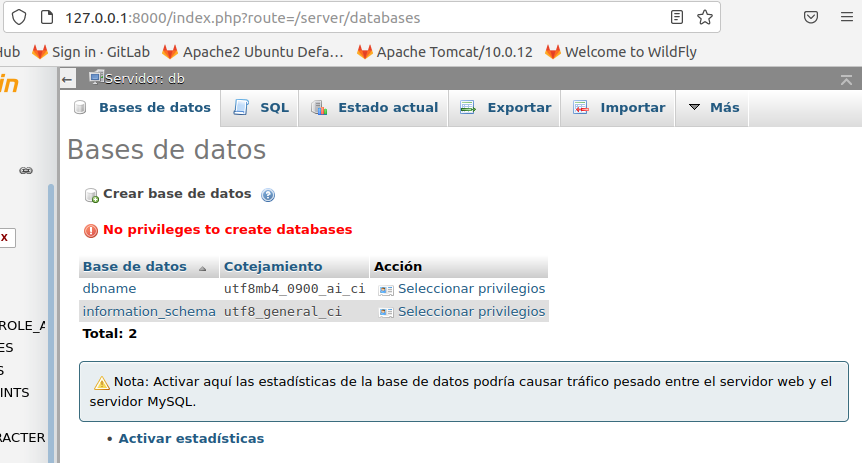 127.0.0.1:8000/index.php?route=/server/databases
Hub Sign in · GitLab Apache2 Ubuntu Defa… Apache Tomcat/10.0.12 Welcome to WildFly
in
← Servidor: db
Bases de datos SQL Estado actual Exportar Importar Más
Bases de datos
Crear base de datos
x
No privileges to create databases
Base de datos Cotejamiento Acción
dbname utf8mb4_0900_ai_ci Seleccionar privilegios
information_schema utf8_general_ci Seleccionar privilegios
Total: 2
ROLE_A
ES
S
INTS
RACTER
Nota: Activar aquí las estadísticas de la base de datos podría causar tráfico pesado entre el servidor web y el
servidor MySQL.
• Activar estadísticas